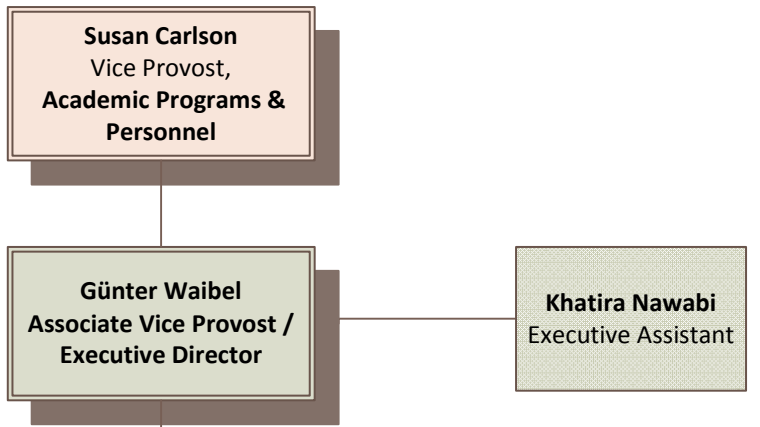 Susan Carlson
Vice Provost,
Academic Programs &
Personnel
Günter Waibel
Associate Vice Provost /
Executive Director
Khatira Nawabi
Executive Assistant